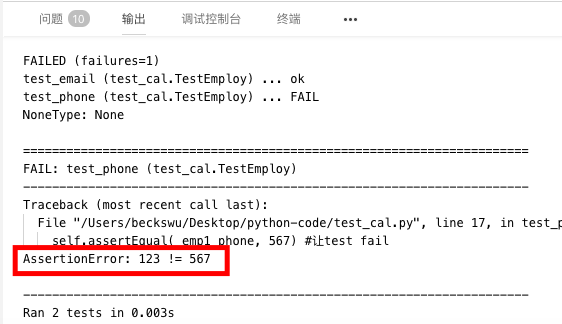 问题 10 输出 调试控制台 终端 •••
FAILED (failures=1)
test_email (test_cal.TestEmploy) ... ok
test_phone (test_cal.TestEmploy) ... FAIL
NoneType: None
======================================================================
FAIL: test_phone (test_cal.TestEmploy)
----------------------------------------------------------------------
Traceback (most recent call last):
File "/Users/beckswu/Desktop/python-code/test_cal.py", line 17, in test_p
self.assertEqual( emp1 phone, 567) #让test fail
AssertionError: 123 != 567
----------------------------------------------------------------------
Ran 2 tests in 0.003s